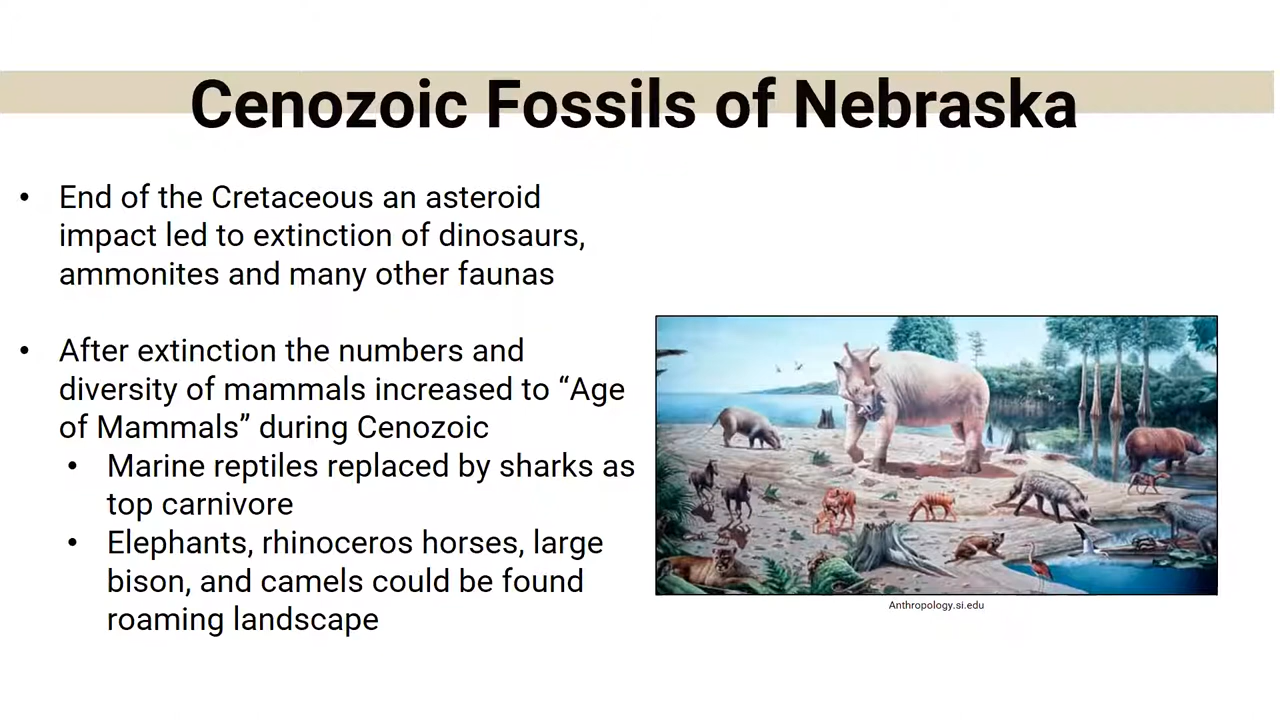 Cenozoic Fossils of Nebraska
• End of the Cretaceous an asteroid
impact led to extinction of dinosaurs,
ammonites and many other faunas
• After extinction the numbers and
diversity of mammals increased to “Age
of Mammals” during Cenozoic
• Marine reptiles replaced by sharks as
top carnivore
• Elephants, rhinoceros horses, large
bison, and camels could be found
roaming landscape
Anthropology.si.edu